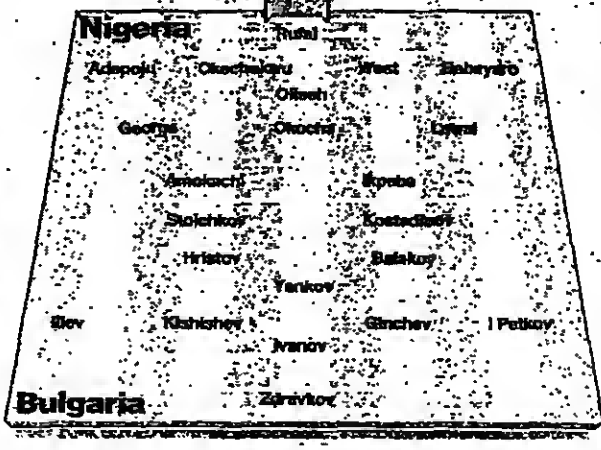 Nigeria
Rufai
Adepoju Okechukwu West Babayaro
Oliseh
George Okocha Lawal
Amokachi Ikpeba
Stoichkov Kostadinov
Hristov Balakov
Yankov
Iliev Kishishev Ginchev I Petkov
Ivanov
Bulgaria Zdravkov